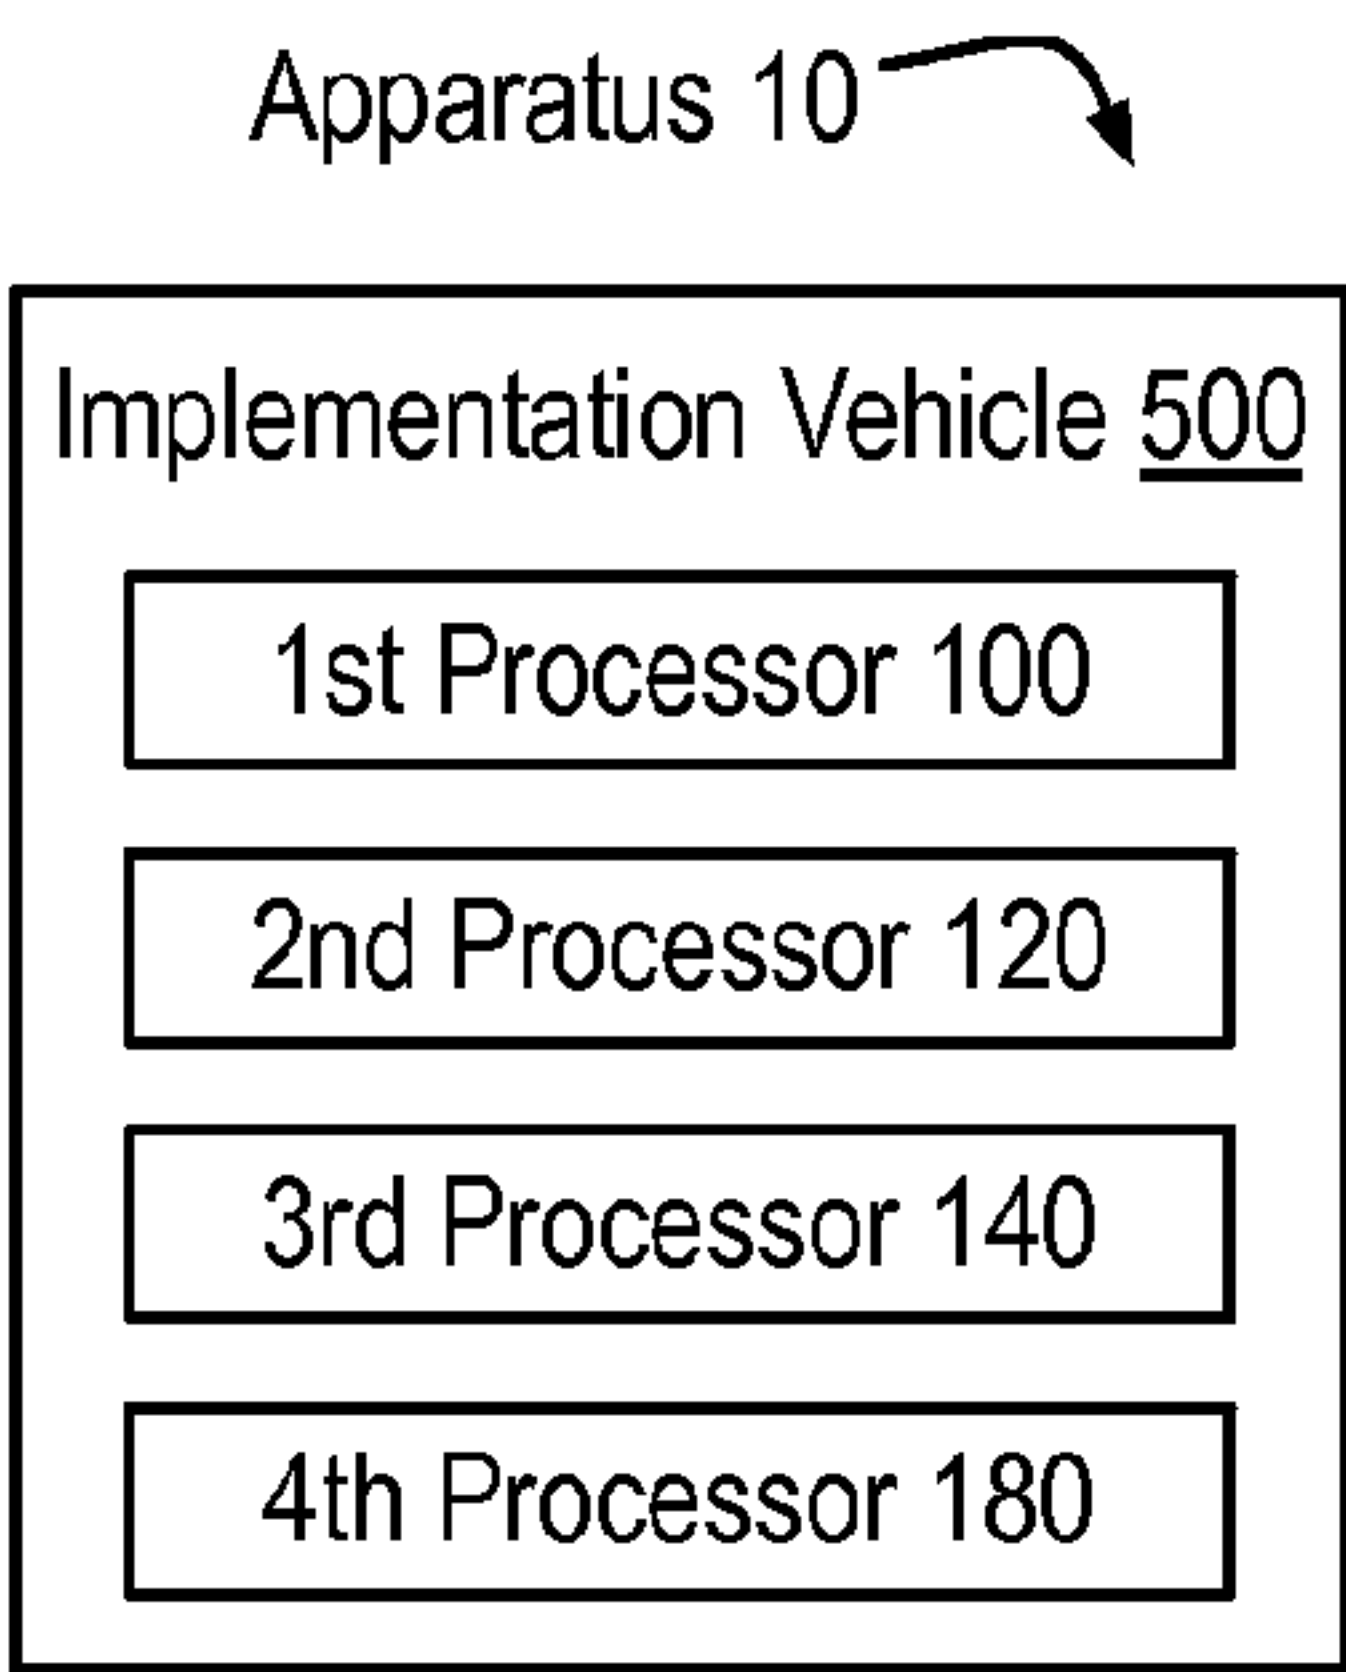 Apparatus 10
Implementation Vehicle 500
1st Processor 100
2nd Processor 120
3rd Processor 140
4th Processor 180